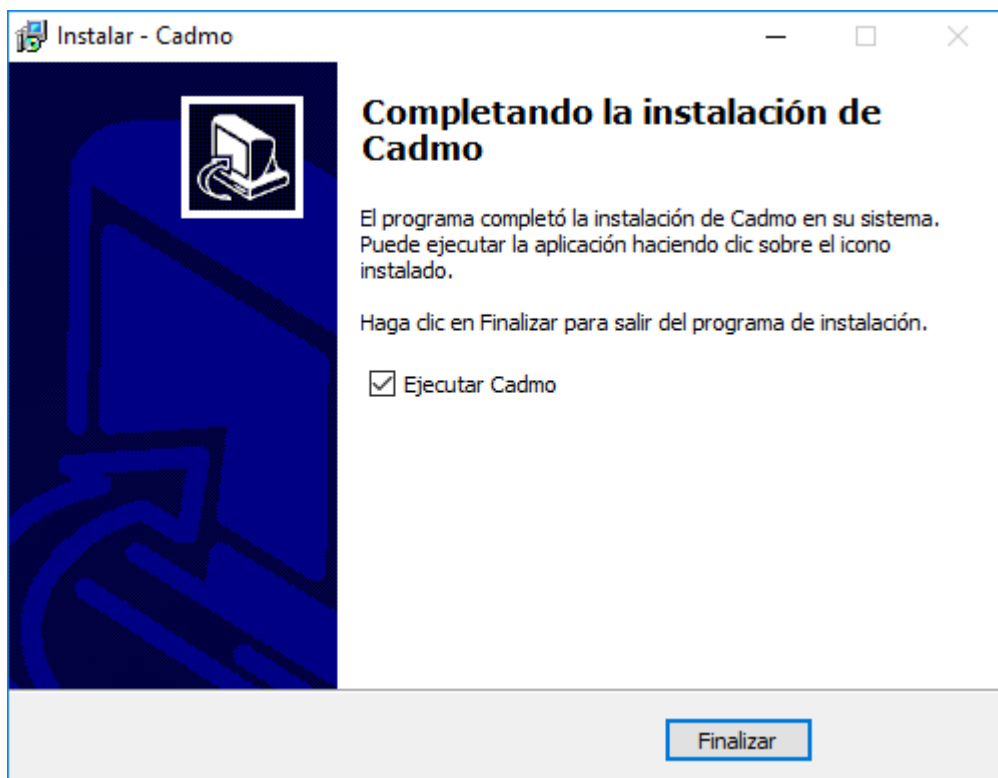 Instalar - Cadmo
Completando la instalación de
Cadmo
El programa completó la instalación de Cadmo en su sistema.
Puede ejecutar la aplicación haciendo clic sobre el icono
instalado.
Haga clic en Finalizar para salir del programa de instalación.
Ejecutar Cadmo
Finalizar